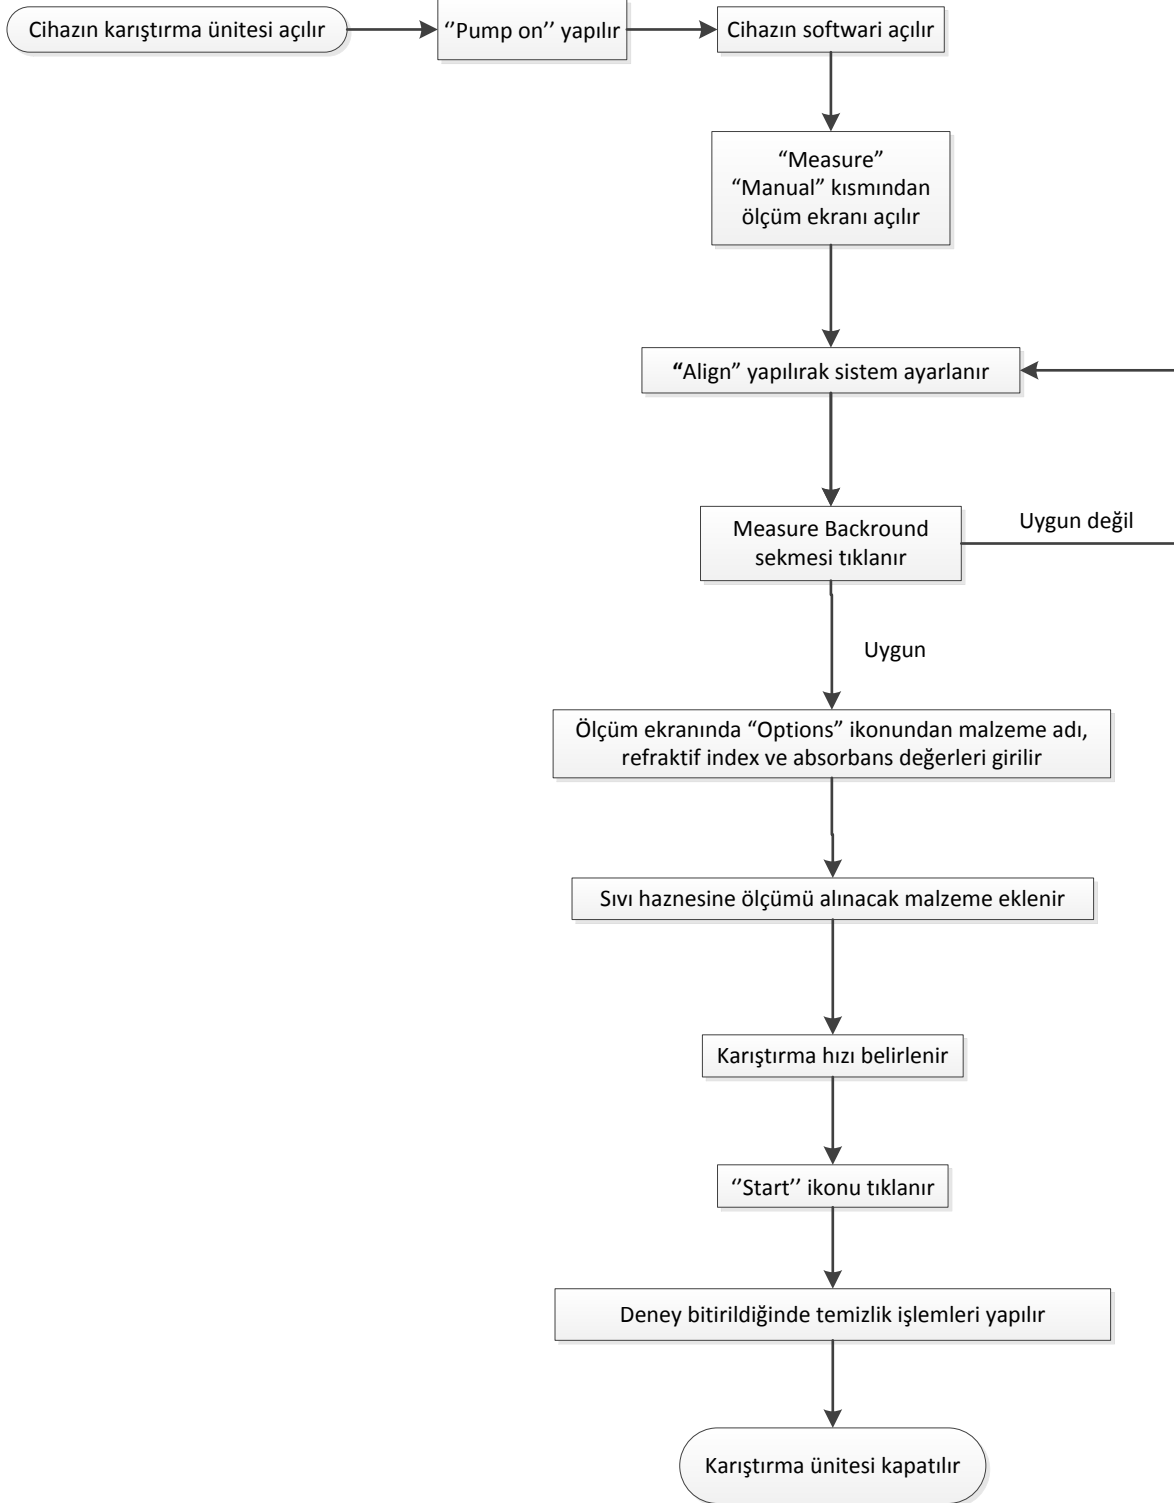 Cihazın karıştırma ünitesi açılır
‘’Pump on’’ yapılır
Cihazın softwari açılır
“Measure”
“Manual” kısmından
ölçüm ekranı açılır
“Align” yapılırak sistem ayarlanır
Measure Backround
sekmesi tıklanır
Uygun değil
Uygun
Ölçüm ekranında “Options” ikonundan malzeme adı,
refraktif index ve absorbans değerleri girilir
Sıvı haznesine ölçümü alınacak malzeme eklenir
Karıştırma hızı belirlenir
‘’Start’’ ikonu tıklanır
Deney bitirildiğinde temizlik işlemleri yapılır
Karıştırma ünitesi kapatılır